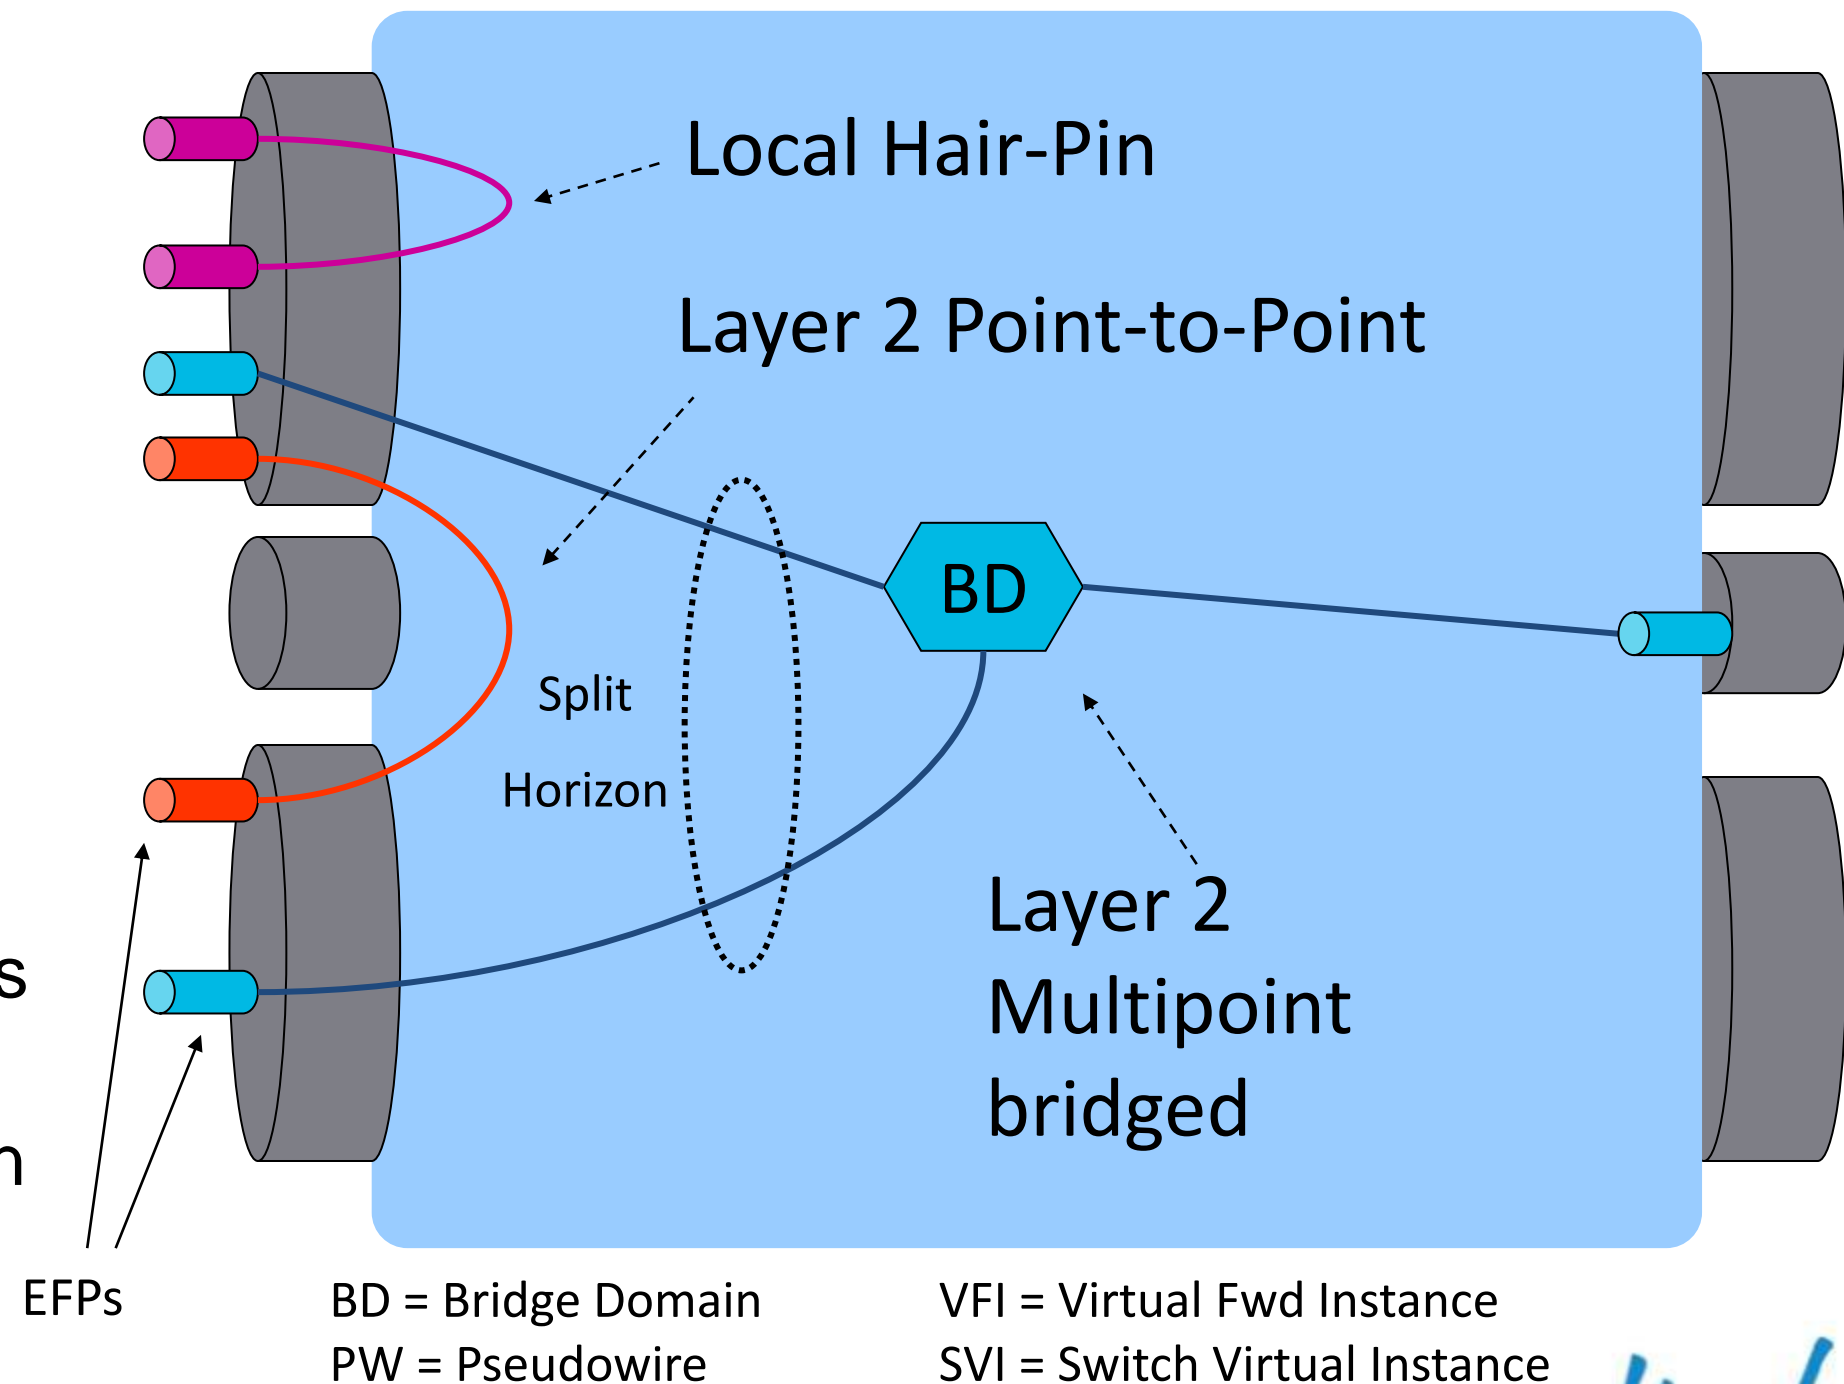 Local Hair-Pin
Layer 2 Point-to-Point
BD
Split
Horizon
Layer 2
Multipoint
bridged
s
n
EFPs
BD = Bridge Domain
VFI = Virtual Fwd Instance
PW = Pseudowire
SVI = Switch Virtual Instance